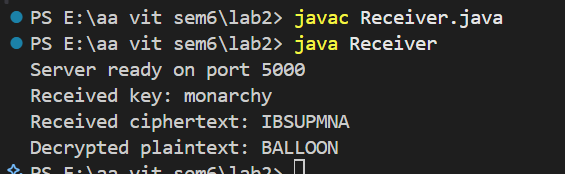 PS E:\aa vit sem6\lab2> javac Receiver.java
PS E:\aa vit sem6\lab2> java Receiver
Server ready on port 5000
Received key: monarchy
Received ciphertext: IBSUPMNA
Decrypted plaintext: BALLOON
PS E:\aa vit sem6\lab2>